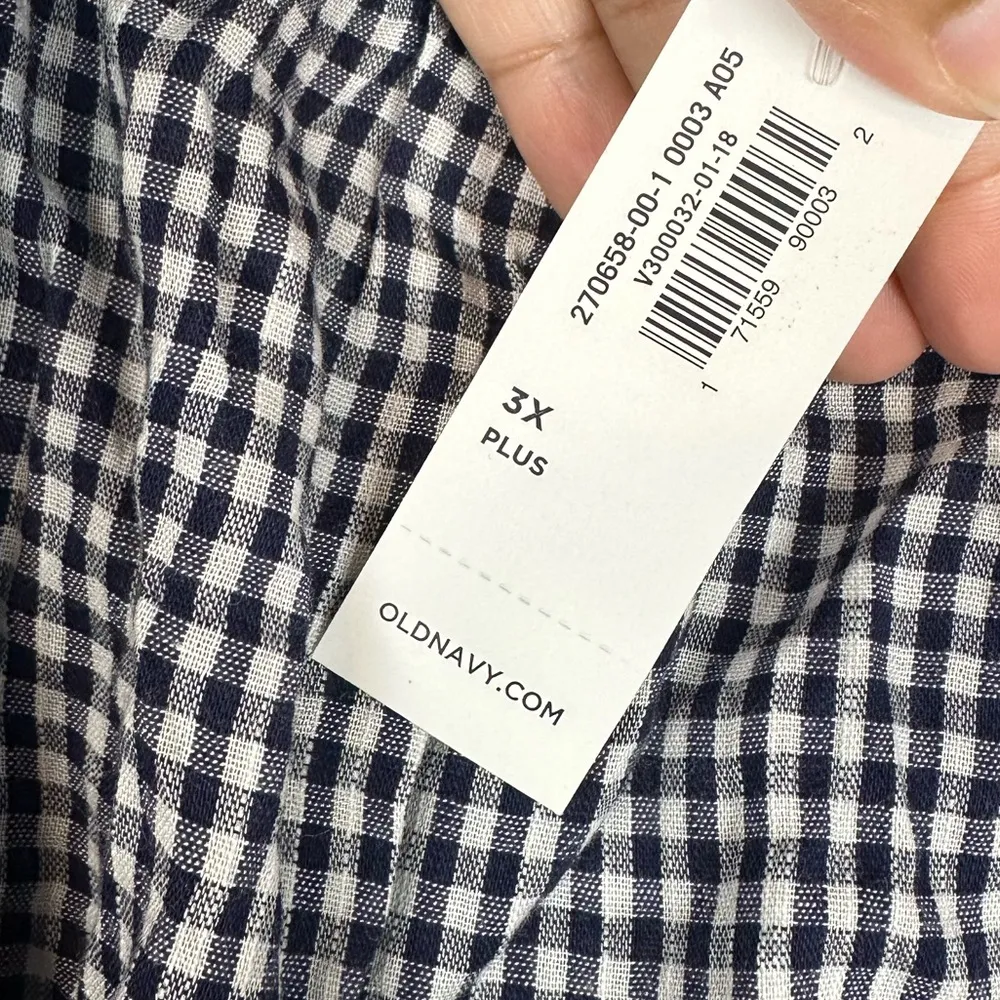 270658-00-1 0003 A05
V300032-01-18
1 71559 90003 2
3X
PLUS
OLDNAVY.COM